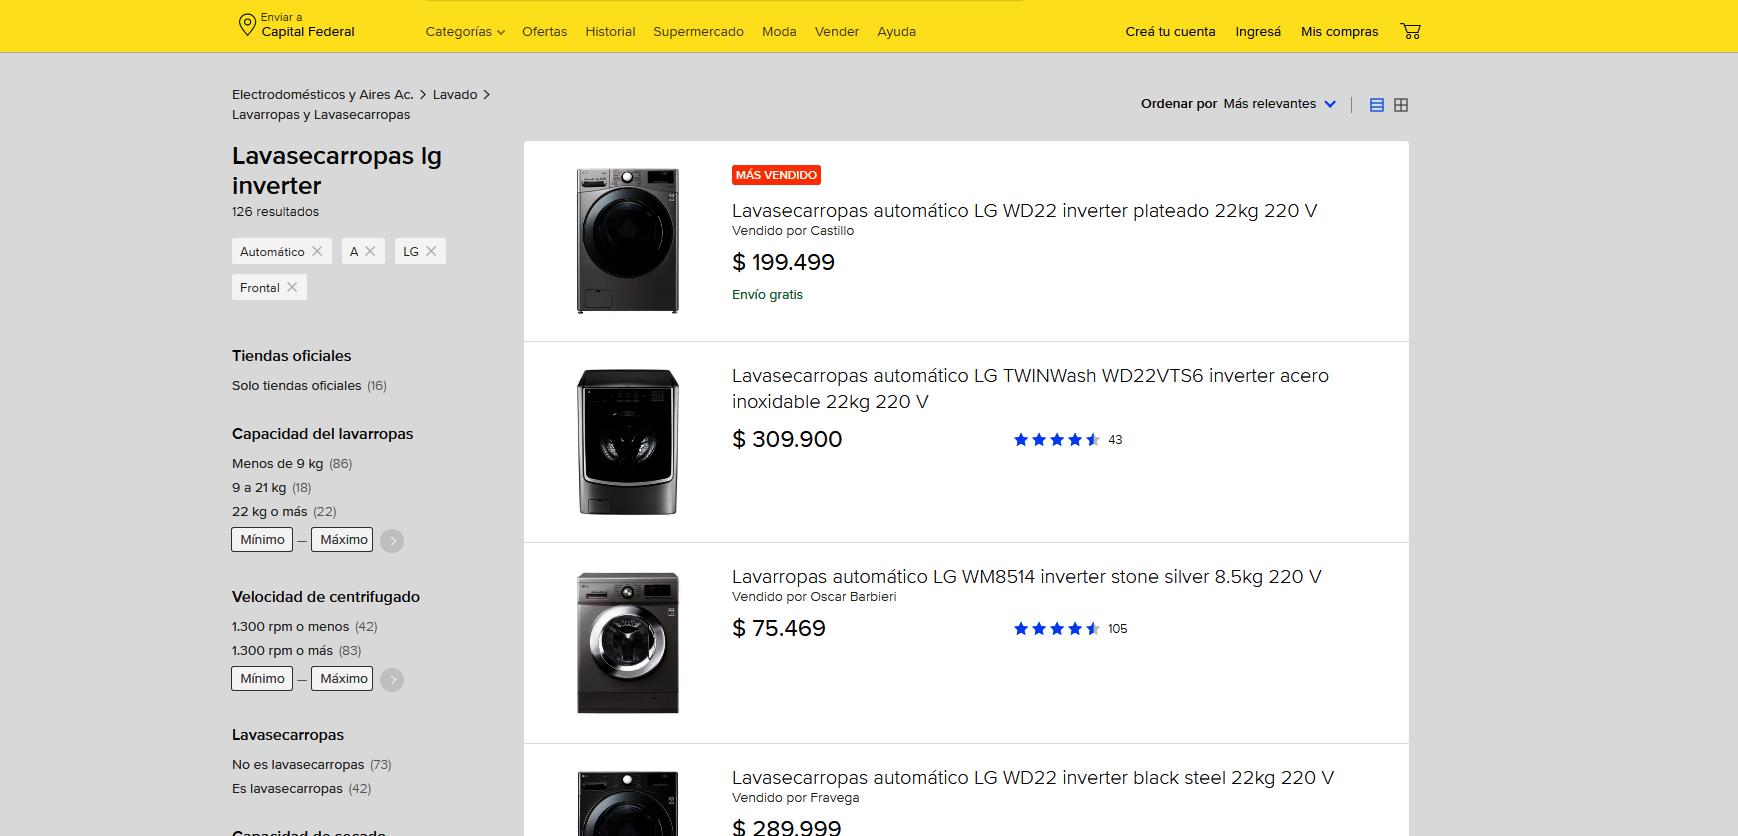 Enviar a
Capital Federal
Categorías
Ofertas
Historial
Supermercado
Moda
Vender
Ayuda
Creá tu cuenta
Ingresá
Mis compras
Electrodomésticos y Aires Ac.
Lavado
Lavarropas y Lavasecarropas
Ordenar por Más relevantes
Lavasecarropas lg
inverter
126 resultados
Automático
A
LG
Frontal
Tiendas oficiales
Solo tiendas oficiales (16)
Capacidad del lavarropas
Menos de 9 kg (86)
9 a 21 kg (18)
22 kg o más (22)
Mínimo — Máximo
Velocidad de centrifugado
1.300 rpm o menos (42)
1.300 rpm o más (83)
Mínimo — Máximo
Lavasecarropas
No es lavasecarropas (73)
Es lavasecarropas (42)
Capacidad de secado
MÁS VENDIDO
Lavasecarropas automático LG WD22 inverter plateado 22kg 220 V
Vendido por Castillo
$ 199.499
Envío gratis
Lavasecarropas automático LG TWINWash WD22VTS6 inverter acero
inoxidable 22kg 220 V
$ 309.900
43
Lavarropas automático LG WM8514 inverter stone silver 8.5kg 220 V
Vendido por Oscar Barbieri
$ 75.469
105
Lavasecarropas automático LG WD22 inverter black steel 22kg 220 V
Vendido por Fravega
$ 289.999